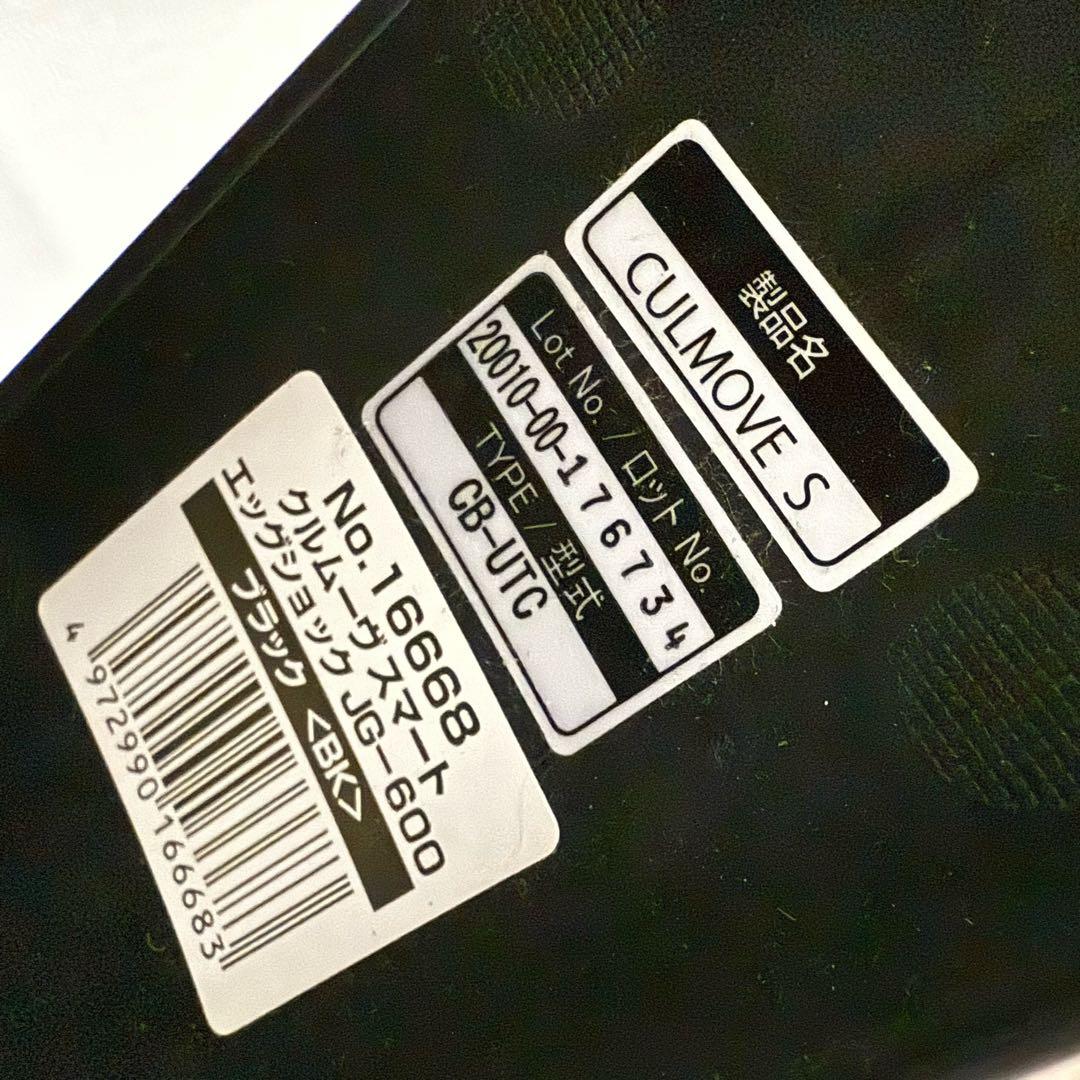 製品名
CULMOVE S
Lot No. / ロット No.
20010-00-176734
TYPE / 型式
CB-UTC
No.16668
クルムーヴ スマート
エッグショック JG-600
ブラック <BK>
4 972990 166683